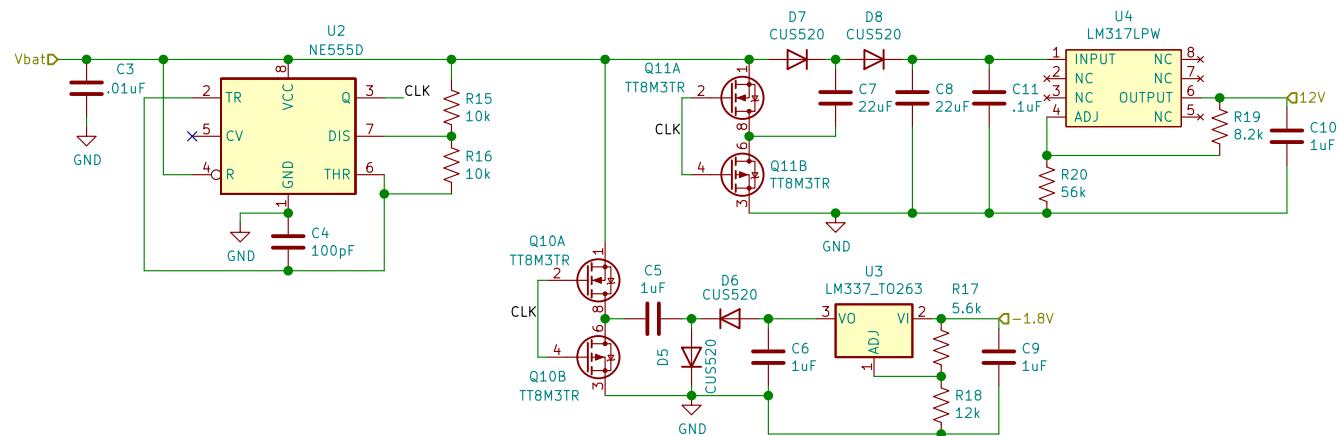 Vbat
C3
.01uF
GND
U2
NE555D
8
VCC
2
TR
Q
3
CLK
5
CV
DIS
7
4
R
THR
6
GND
1
GND
C4
100pF
R15
10k
R16
10k
Q11A
TT8M3TR
1
2
8
CLK
6
4
3
Q11B
TT8M3TR
D7
CUS520
D8
CUS520
C7
22uF
C8
22uF
C11
.1uF
GND
U4
LM317LPW
1
INPUT
NC
8
2
NC
NC
7
3
NC
OUTPUT
6
4
ADJ
NC
5
12V
R19
8.2k
C10
1uF
R20
56k
Q10A
TT8M3TR
1
2
8
CLK
6
4
3
Q10B
TT8M3TR
C5
1uF
D6
CUS520
D5
CUS520
GND
C6
1uF
U3
LM337_TO263
3
VO
VI
2
ADJ
1
R17
5.6k
-1.8V
C9
1uF
R18
12k